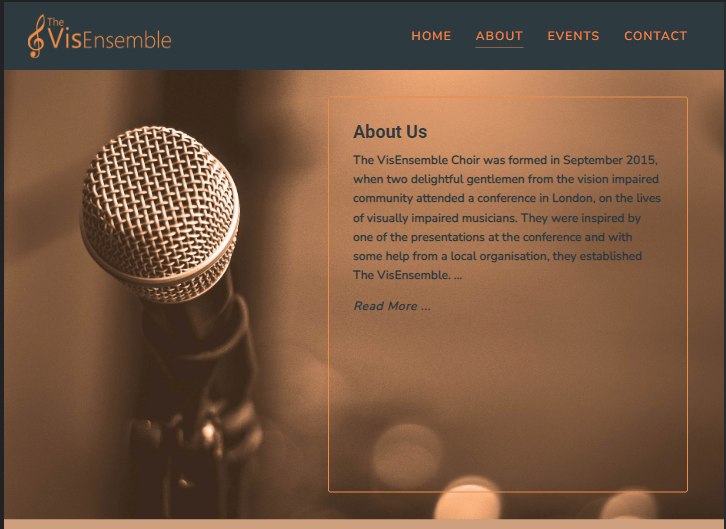 The
VisEnsemble
HOME ABOUT EVENTS CONTACT
About Us
The VisEnsemble Choir was formed in September 2015,
when two delightful gentlemen from the vision impaired
community attended a conference in London, on the lives
of visually impaired musicians. They were inspired by
one of the presentations at the conference and with
some help from a local organisation, they established
The VisEnsemble. ...
Read More ...